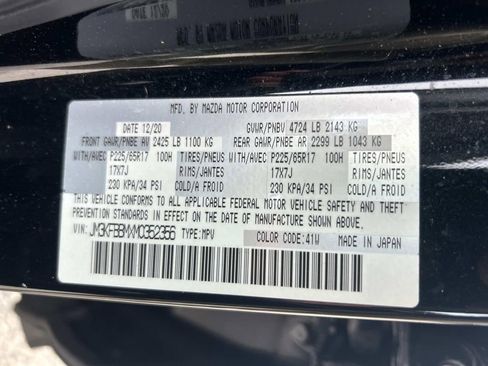 MFD. BY MAZDA MOTOR CORPORATION
DATE 12/20 GVWR/PNBV 4724 LB 2143 KG
FRONT GAWR/PNBE AV 2425 LB 1100 KG REAR GAWR/PNBE AR 2299 LB 1043 KG
WITH/AVEC P225/65R17 100H TIRES/PNEUS WITH/AVEC P225/65R17 100H TIRES/PNEUS
17X7J RIMS/JANTES 17X7J RIMS/JANTES
230 KPA/34 PSI COLD/A FROID 230 KPA/34 PSI COLD/A FROID
THIS VEHICLE CONFORMS TO ALL APPLICABLE FEDERAL MOTOR VEHICLE SAFETY AND
THEFT PREVENTION STANDARDS IN EFFECT ON THE DATE OF MANUFACTURE SHOWN ABOVE.
VIN: JM3KFBBMXM0352356 TYPE: MPV COLOR CODE: 41W MADE IN JAPAN